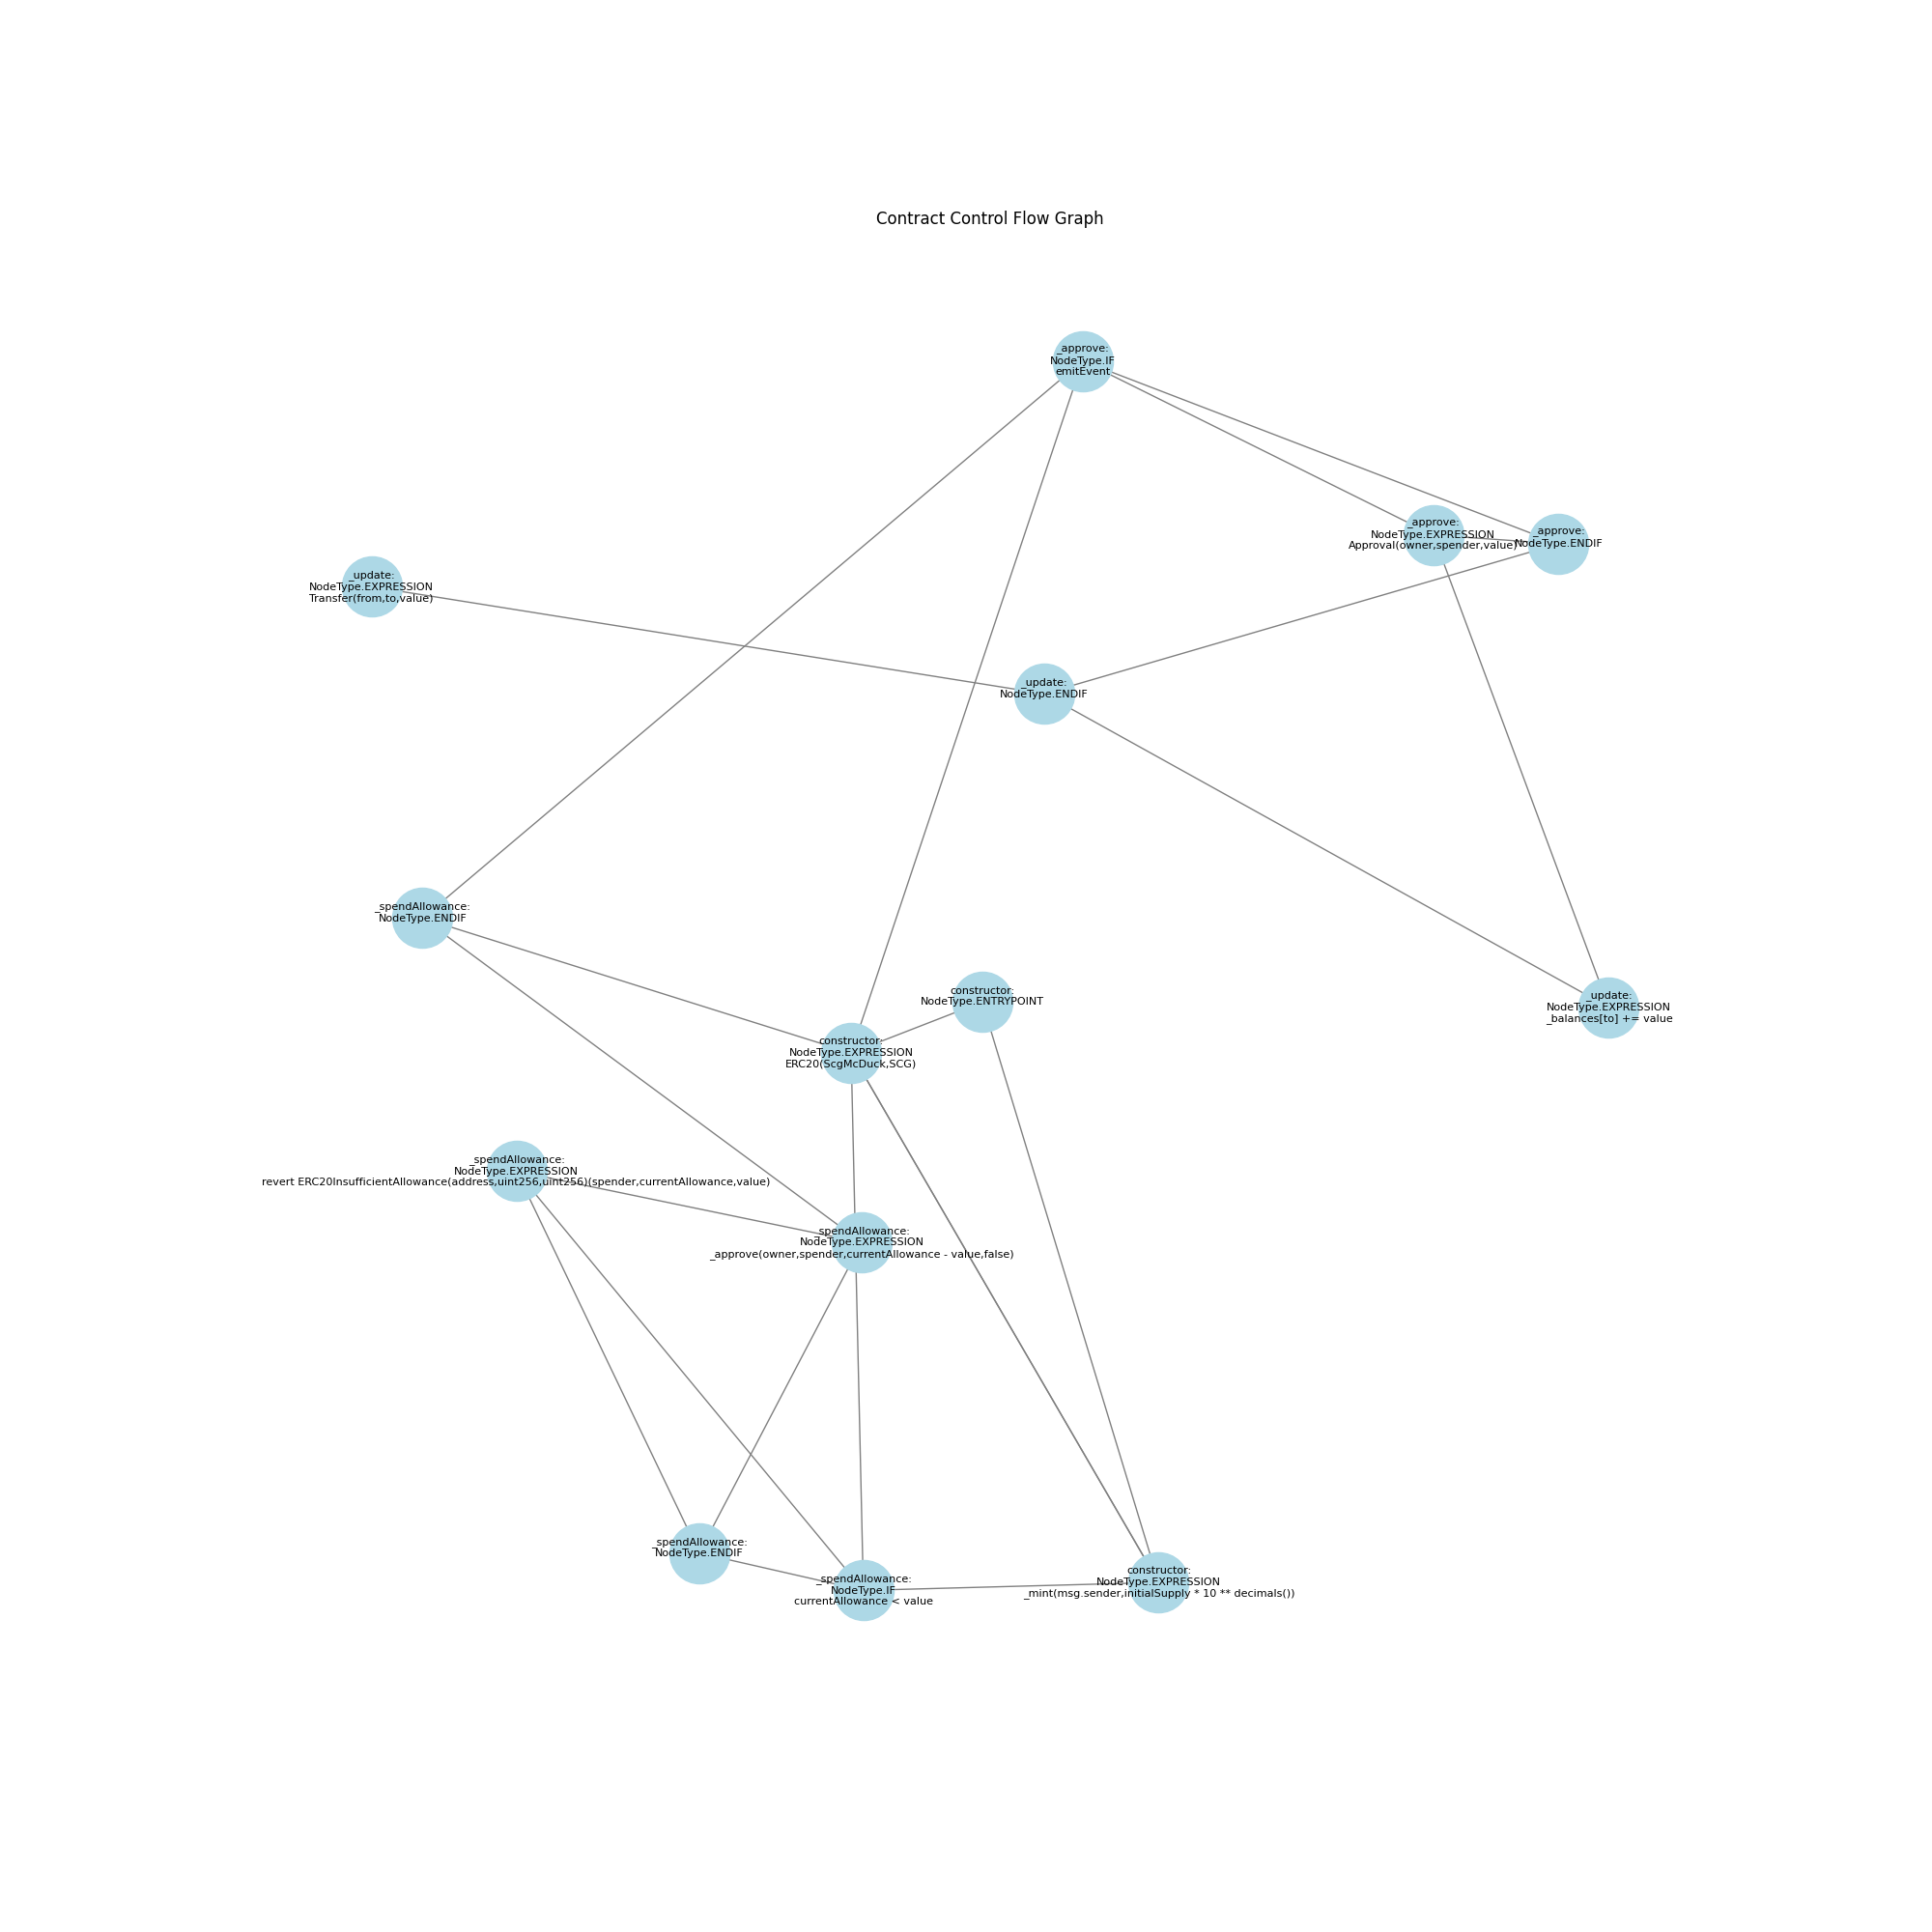 Contract Control Flow Graph
_approve:
NodeType.IF
emitEvent
_approve:
NodeType.EXPRESSION
Approval(owner,spender,value)
_approve:
NodeType.ENDIF
_update:
NodeType.EXPRESSION
Transfer(from,to,value)
_update:
NodeType.ENDIF
_spendAllowance:
NodeType.ENDIF
constructor:
NodeType.ENTRYPOINT
_update:
NodeType.EXPRESSION
_balances[to] += value
constructor:
NodeType.EXPRESSION
ERC20(ScgMcDuck,SCG)
_spendAllowance:
NodeType.EXPRESSION
revert ERC20InsufficientAllowance(address,uint256,uint256)(spender,currentAllowance,value)
_spendAllowance:
NodeType.EXPRESSION
_approve(owner,spender,currentAllowance - value,false)
_spendAllowance:
NodeType.ENDIF
_spendAllowance:
NodeType.IF
currentAllowance < value
constructor:
NodeType.EXPRESSION
_mint(msg.sender,initialSupply * 10 ** decimals())